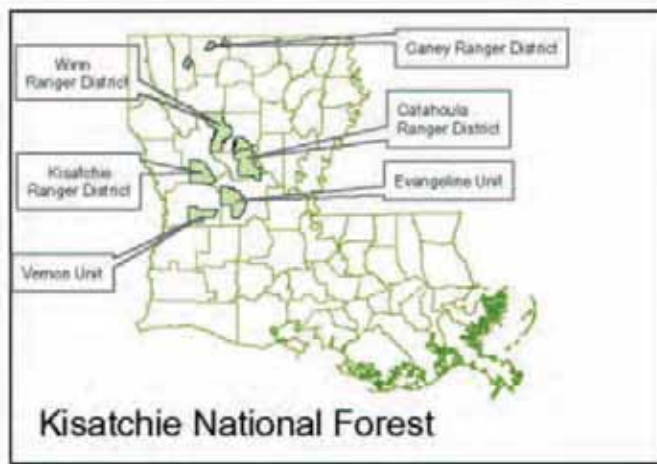 Caney Ranger District
Winn
Ranger District
Catahoula
Ranger District
Kisatchie
Ranger District
Evangeline Unit
Vernon Unit
Kisatchie National Forest